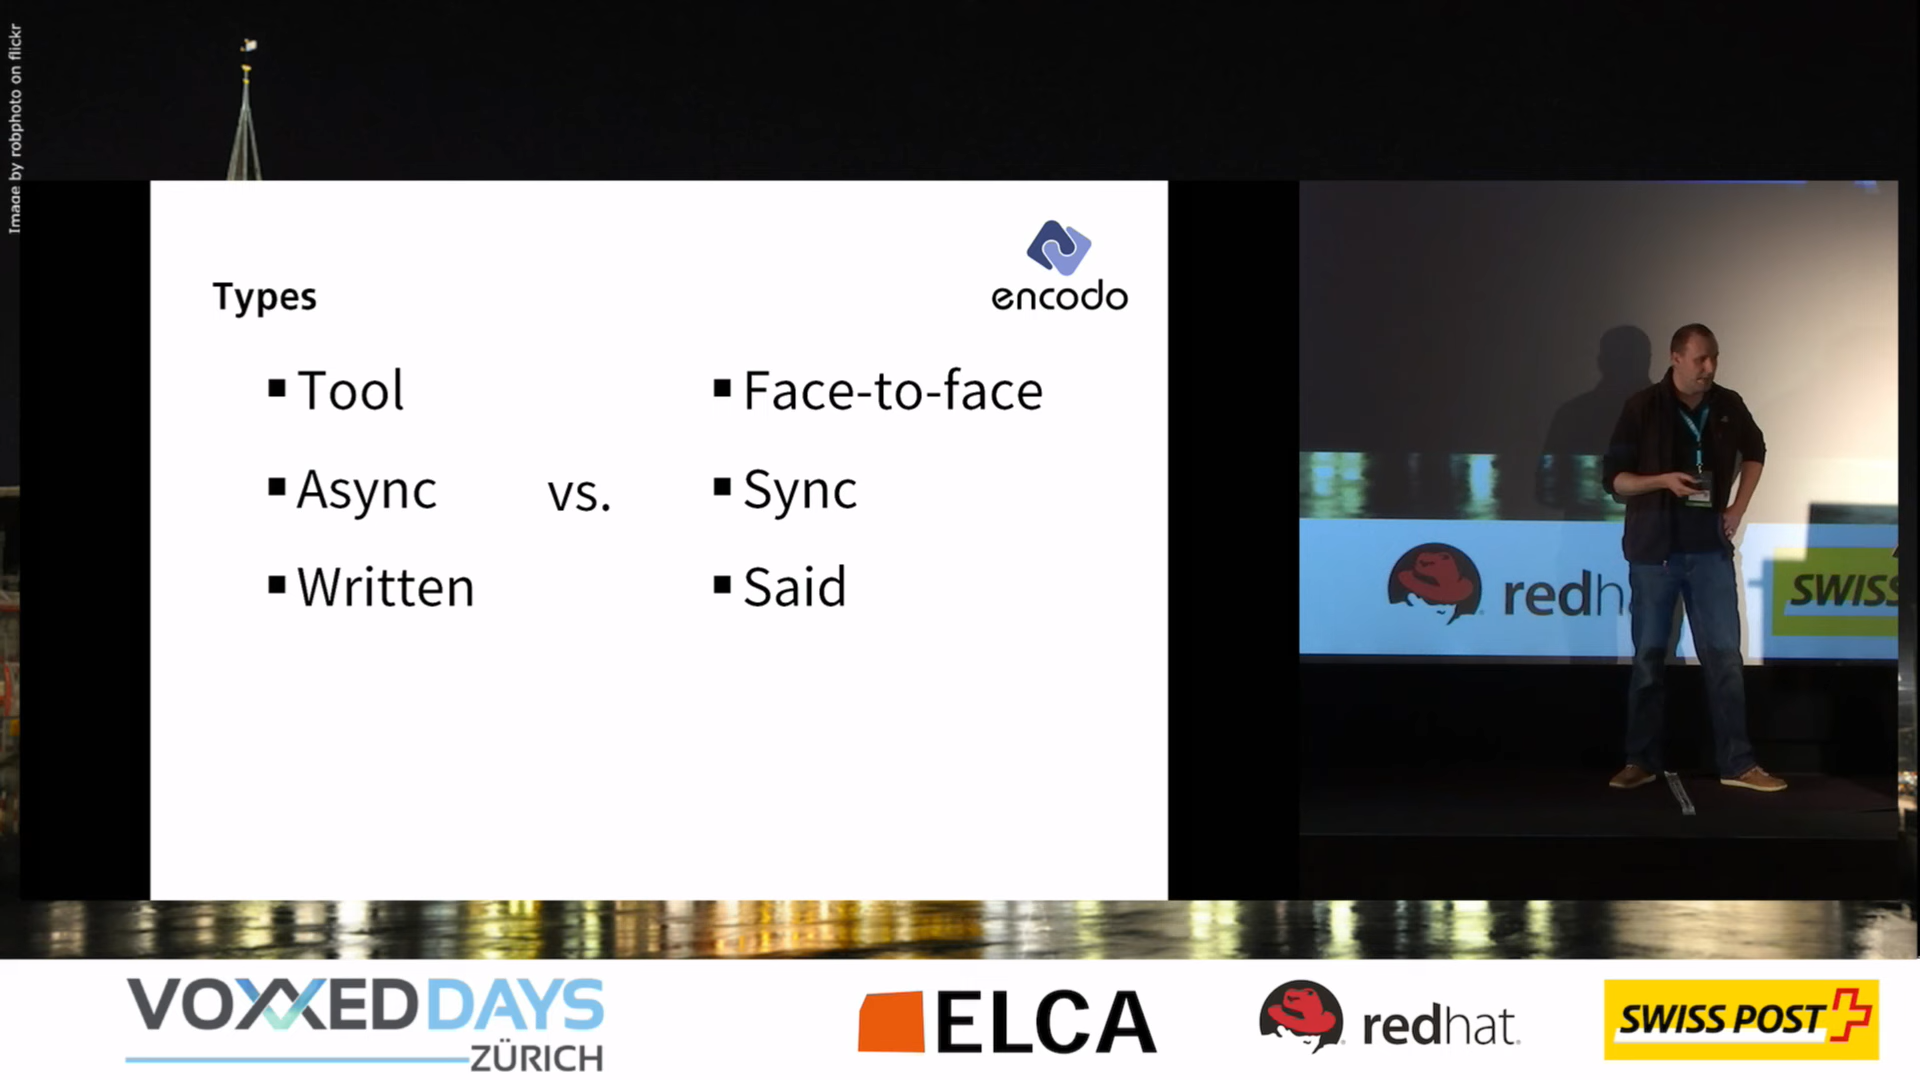 Image by robphoto on flickr
encodo
Types
Tool
Async
Written
vs.
Face-to-face
Sync
Said
redh
SWISS
VOXXED DAYS
ZÜRICH
ELCA
redhat.
SWISS POST